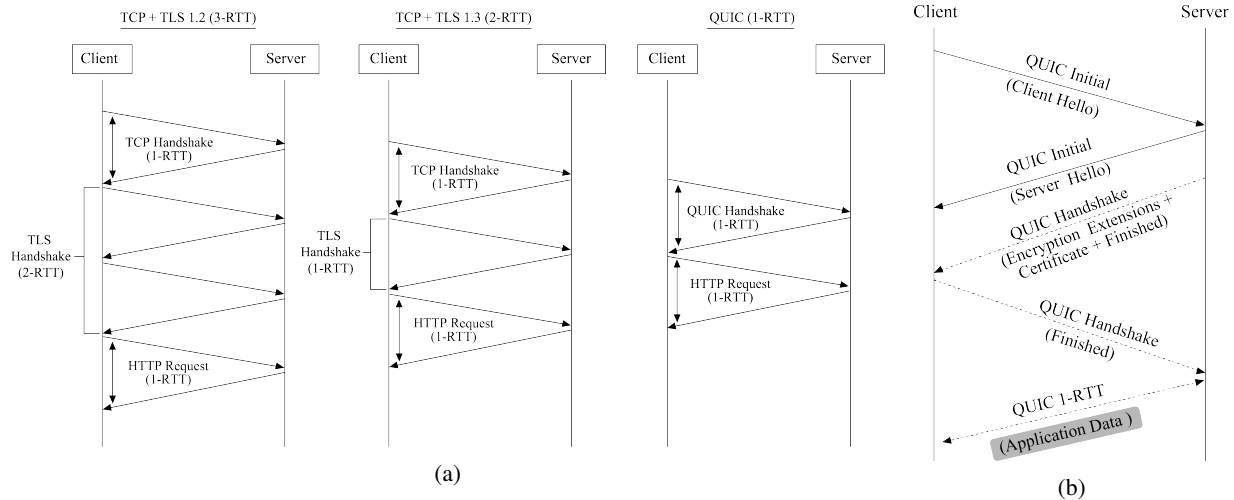 TCP + TLS 1.2 (3-RTT)
Client
Server
TCP Handshake
(1-RTT)
TLS
Handshake
(2-RTT)
HTTP Request
(1-RTT)
TCP + TLS 1.3 (2-RTT)
Client
Server
TCP Handshake
(1-RTT)
TLS
Handshake
(1-RTT)
HTTP Request
(1-RTT)
QUIC (1-RTT)
Client
Server
QUIC Handshake
(1-RTT)
HTTP Request
(1-RTT)
(a)
Client
Server
QUIC Initial
(Client Hello)
QUIC Initial
(Server Hello)
QUIC Handshake
(Encryption Extensions +
Certificate + Finished)
QUIC Handshake
(Finished)
QUIC 1-RTT
(Application Data )
(b)